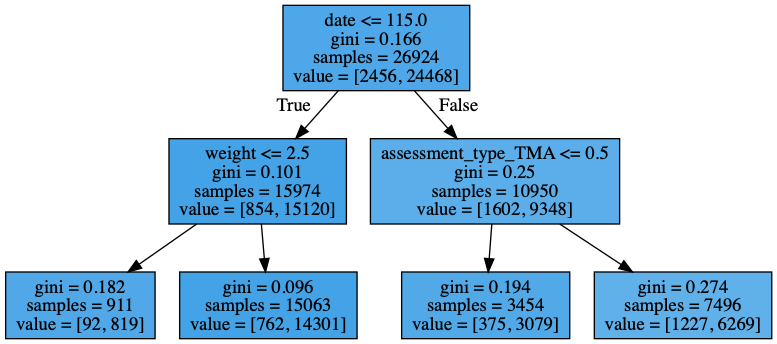 date <= 115.0
gini = 0.166
samples = 26924
value = [2456, 24468]
True
False
weight <= 2.5
gini = 0.101
samples = 15974
value = [854, 15120]
assessment_type_TMA <= 0.5
gini = 0.25
samples = 10950
value = [1602, 9348]
gini = 0.182
samples = 911
value = [92, 819]
gini = 0.096
samples = 15063
value = [762, 14301]
gini = 0.194
samples = 3454
value = [375, 3079]
gini = 0.274
samples = 7496
value = [1227, 6269]